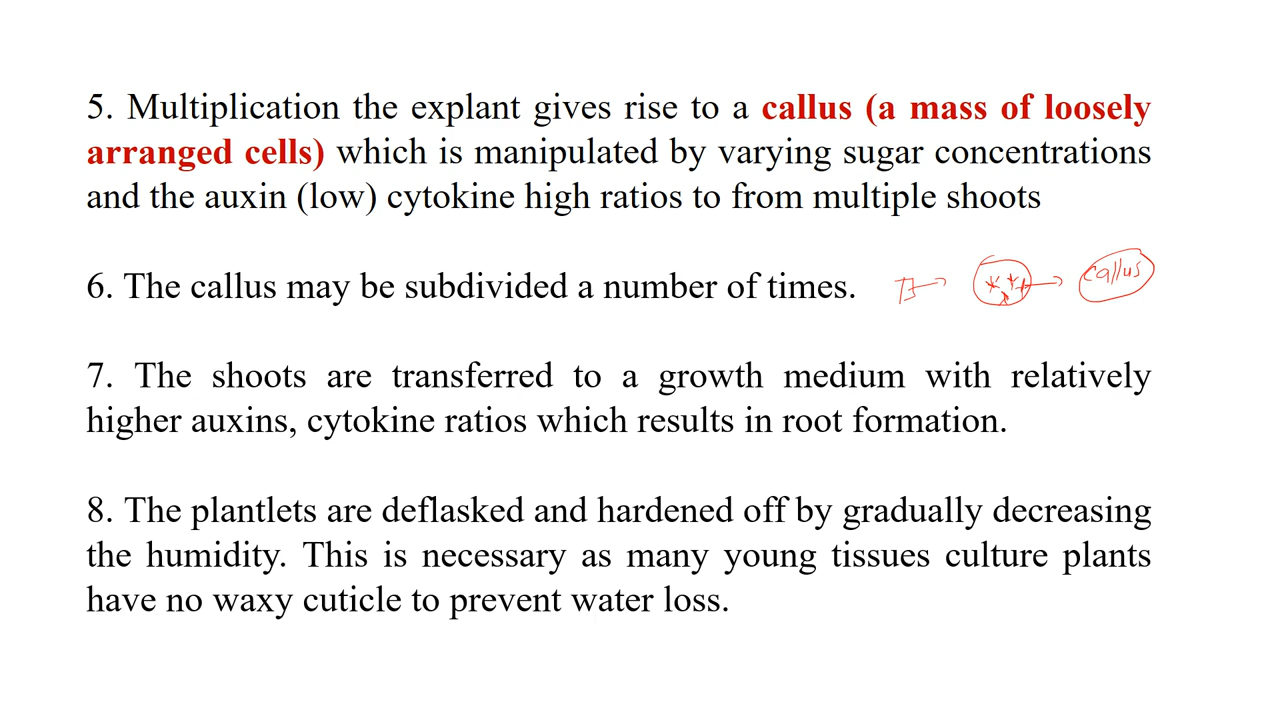 5. Multiplication the explant gives rise to a callus (a mass of loosely
arranged cells) which is manipulated by varying sugar concentrations
and the auxin (low) cytokine high ratios to from multiple shoots
6. The callus may be subdivided a number of times.
callus
7. The shoots are transferred to a growth medium with relatively
higher auxins, cytokine ratios which results in root formation.
8. The plantlets are deflasked and hardened off by gradually decreasing
the humidity. This is necessary as many young tissues culture plants
have no waxy cuticle to prevent water loss.